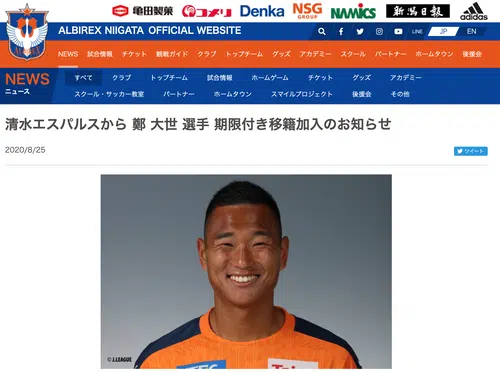 亀田製菓 コメリ Denka NSG GROUP NAMICS 新潟日報 adidas
ALBIREX NIIGATA OFFICIAL WEBSITE LINE JP EN
NEWS 試合情報 チケット 観戦ガイド クラブ トップチーム グッズ アカデミー スクール パートナー ホームタウン 後援会
NEWS
ニュース
すべて クラブ トップチーム 試合情報 ホームゲーム チケット グッズ アカデミー
スクール・サッカー教室 パートナー ホームタウン スマイルプロジェクト 後援会 その他
清水エスパルスから 鄭 大世 選手 期限付き移籍加入のお知らせ
2020/8/25
ツイート
© J.LEAGUE